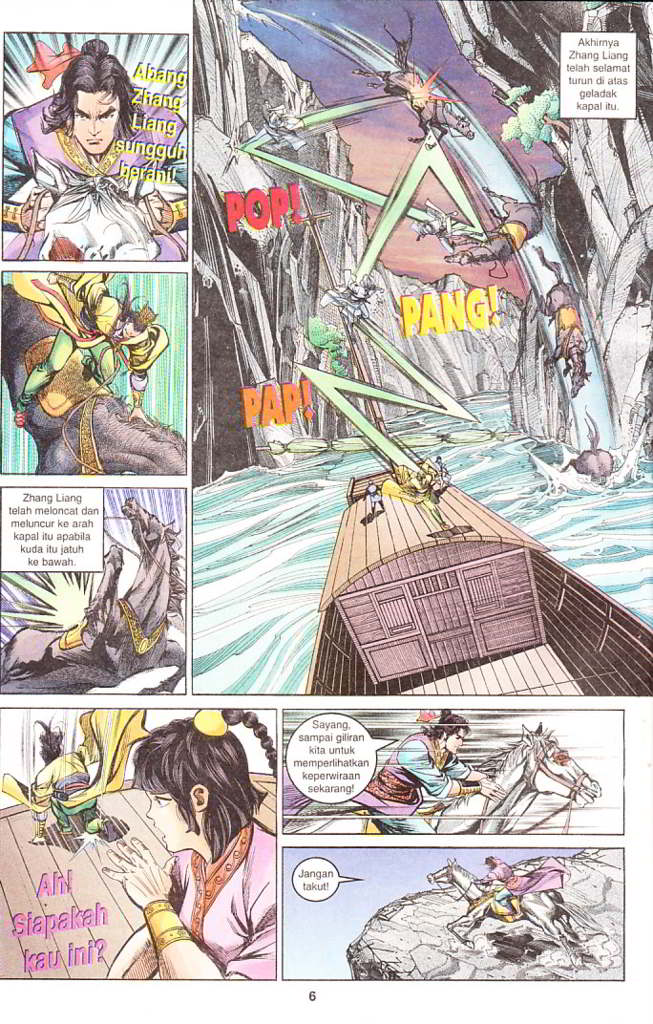 Abang
Zhang
Liang
sungguh
berani!
Zhang Liang
telah meloncat dan
meluncur ke arah
kapal itu apabila
kuda itu jatuh
ke bawah.
Akhirnya
Zhang Liang
telah selamat
turun di atas
geladak
kapal itu.
POP!
PANG!
PAP!
Ah!
Siapakah
kau ini?
Sayang,
sampai giliran
kita untuk
memperlihatkan
keperwiraan
sekarang!
Jangan
takut!
6